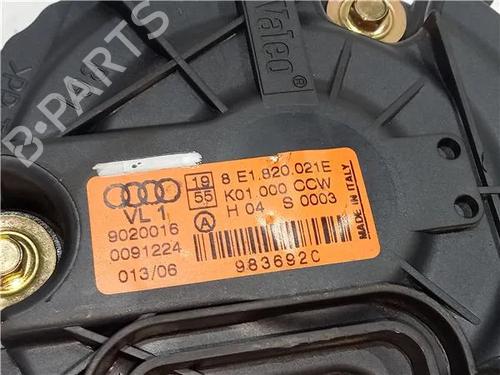 B-PARTS
Valeo
®
19
55
A
8 E1.820.021E
K01.000 CCW
H 04 S 0003
VL 1
9020016
0091224
013/06
983692C
MADE IN ITALY